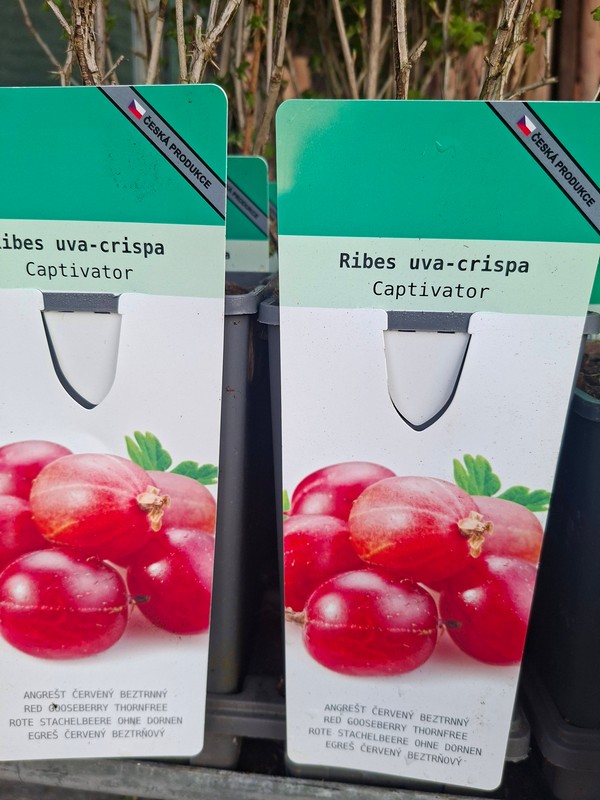 ČESKÁ PRODUKCE
ibes uva-crispa
Captivator
ANGREŠT ČERVENÝ BEZTRNNÝ
RED GOOSEBERRY THORNFREE
ROTE STACHELBEERE OHNE DORNEN
EGREŠ ČERVENÝ BEZTRŇOVÝ
PRODUKCE
ČESKÁ PRODUKCE
Ribes uva-crispa
Captivator
ANGREŠT ČERVENÝ BEZTRNNÝ
RED GOOSEBERRY THORNFREE
ROTE STACHELBEERE OHNE DORNEN
EGREŠ ČERVENÝ BEZTRŇOVÝ